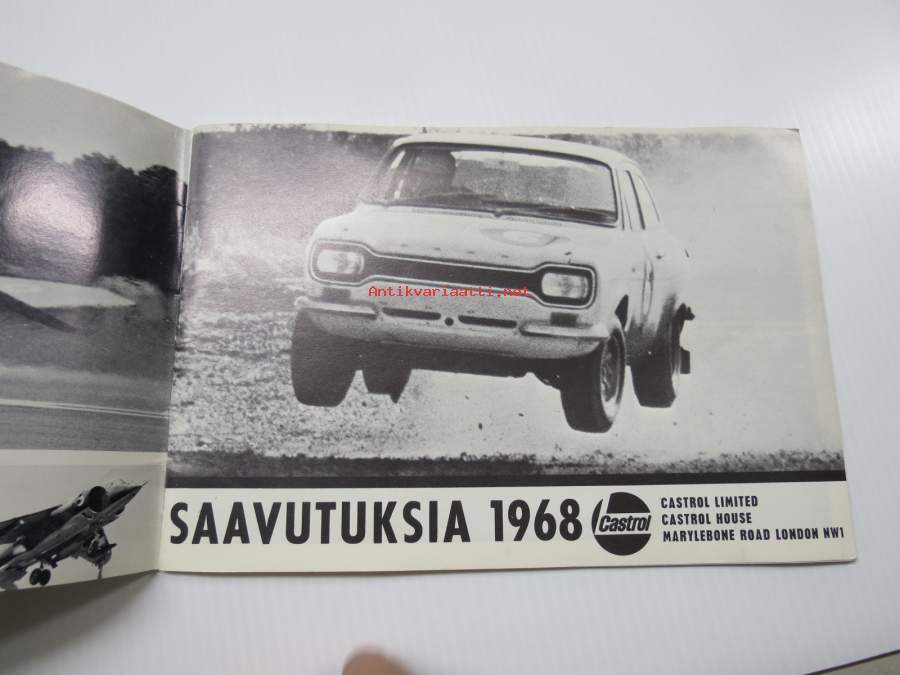 Antikvariaatti.net
SAAVUTUKSIA 1968
Castrol
CASTROL LIMITED
CASTROL HOUSE
MARYLEBONE ROAD LONDON NW1